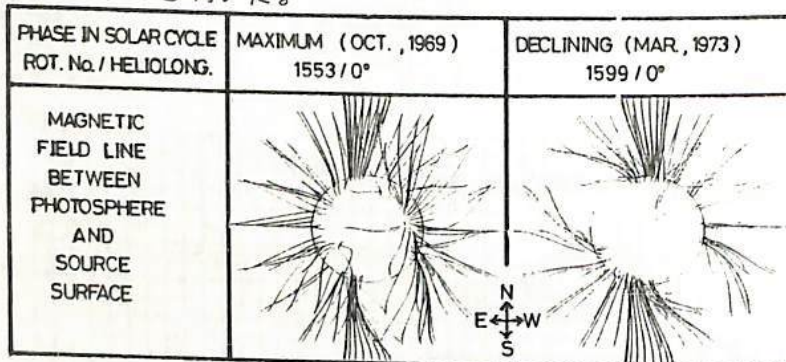 PHASE IN SOLAR CYCLE
ROT. No. / HELIOLONG.
MAXIMUM (OCT., 1969)
1553 / 0°
DECLINING (MAR., 1973)
1599 / 0°
MAGNETIC
FIELD LINE
BETWEEN
PHOTOSPHERE
AND
SOURCE
SURFACE
N
E W
S